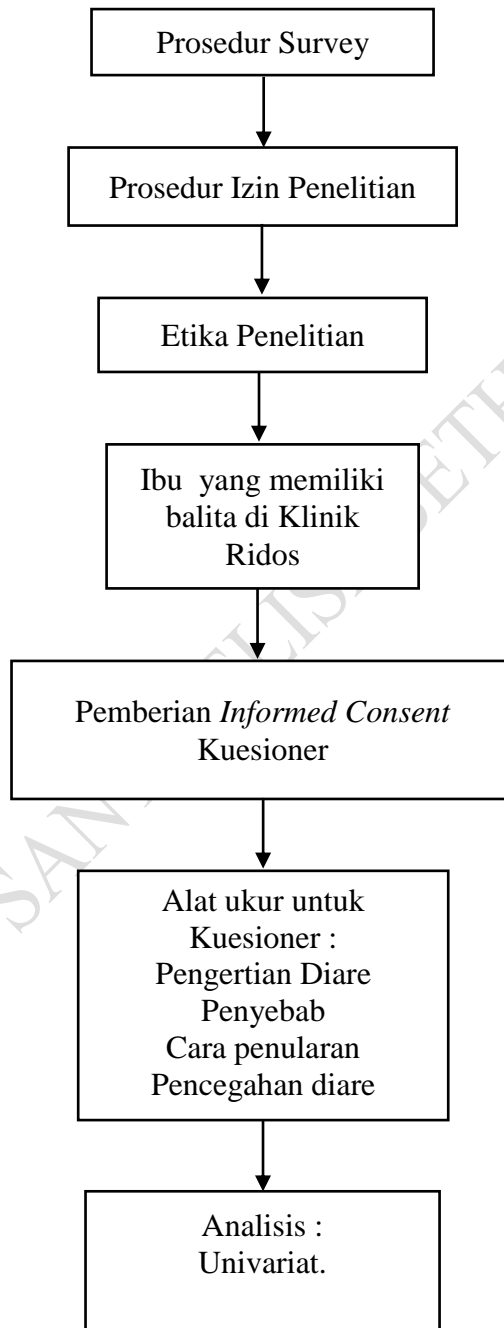 Prosedur Survey
Prosedur Izin Penelitian
Etika Penelitian
Ibu yang memiliki
balita di Klinik
Ridos
Pemberian Informed Consent
Kuesioner
Alat ukur untuk
Kuesioner :
Pengertian Diare
Penyebab
Cara penularan
Pencegahan diare
Analisis :
Univariat.